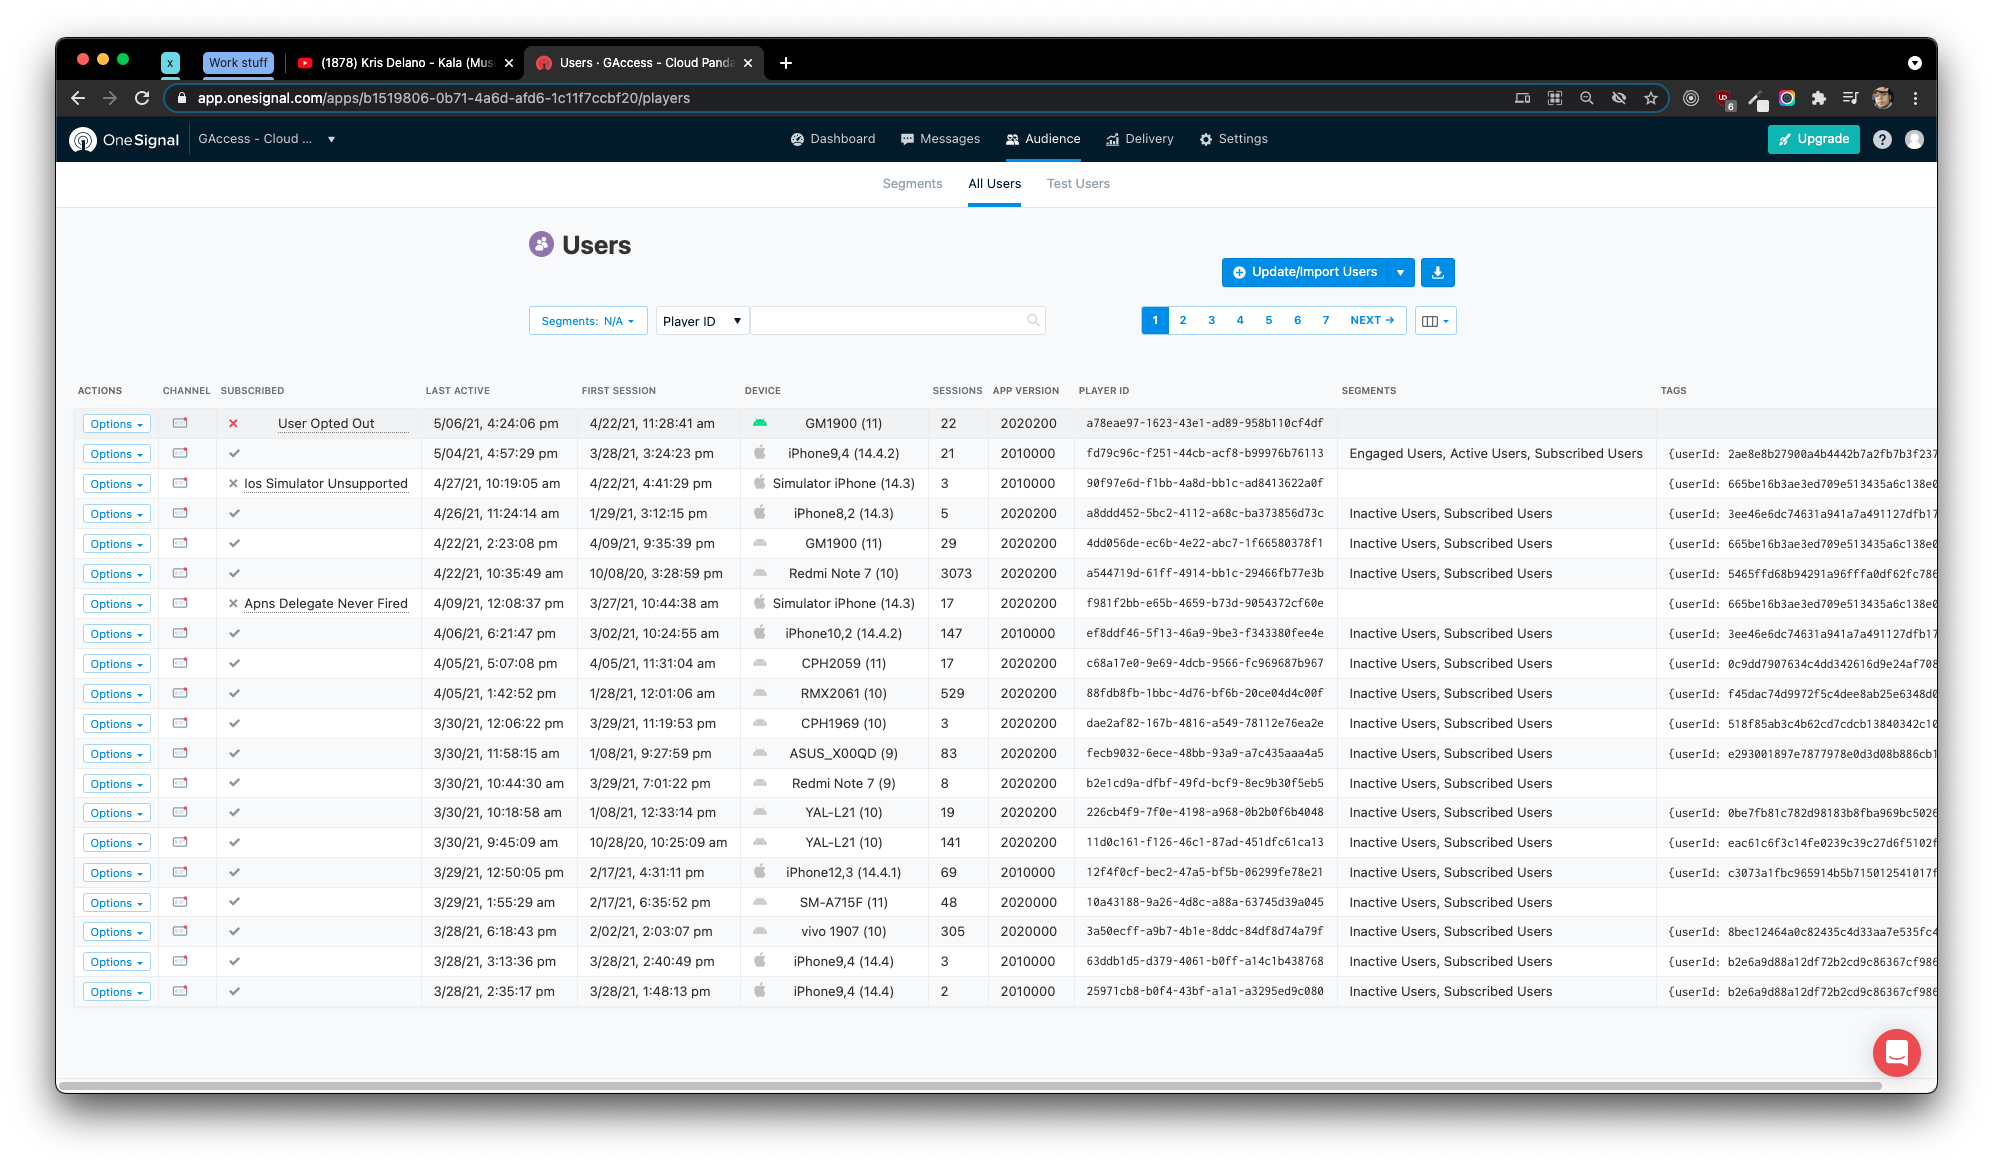 x
Work stuff
(1878) Kris Delano - Kala (Mus
Users · GAccess - Cloud Panda
app.onesignal.com/apps/b1519806-0b71-4a6d-afd6-1c11f7ccbf20/players
6
OneSignal
GAccess - Cloud ...
Dashboard
Messages
Audience
Delivery
Settings
Upgrade
?
Segments
All Users
Test Users
Users
Update/Import Users
Segments: N/A
Player ID
1 2 3 4 5 6 7 NEXT →
ACTIONS CHANNEL SUBSCRIBED LAST ACTIVE FIRST SESSION DEVICE SESSIONS APP VERSION PLAYER ID SEGMENTS TAGS
Options User Opted Out 5/06/21, 4:24:06 pm 4/22/21, 11:28:41 am GM1900 (11) 22 2020200 a78eae97-1623-43e1-ad89-958b110cf4df
Options 5/04/21, 4:57:29 pm 3/28/21, 3:24:23 pm iPhone9,4 (14.4.2) 21 2010000 fd79c96c-f251-44cb-acf8-b99976b76113 Engaged Users, Active Users, Subscribed Users {userId: 2ae8e8b27900a4b4442b7a2fb7b3f237
Options Ios Simulator Unsupported 4/27/21, 10:19:05 am 4/22/21, 4:41:29 pm Simulator iPhone (14.3) 3 2010000 90f97e6d-f1bb-4a8d-bb1c-ad8413622a0f {userId: 665be16b3ae3ed709e513435a6c138e0
Options 4/26/21, 11:24:14 am 1/29/21, 3:12:15 pm iPhone8,2 (14.3) 5 2020200 a8ddd452-5bc2-4112-a68c-ba373856d73c Inactive Users, Subscribed Users {userId: 3ee46e6dc74631a941a7a491127dfb17
Options 4/22/21, 2:23:08 pm 4/09/21, 9:35:39 pm GM1900 (11) 29 2020200 4dd056de-ec6b-4e22-abc7-1f66580378f1 Inactive Users, Subscribed Users {userId: 665be16b3ae3ed709e513435a6c138e0
Options 4/22/21, 10:35:49 am 10/08/20, 3:28:59 pm Redmi Note 7 (10) 3073 2020200 a544719d-61ff-4914-bb1c-29466fb77e3b Inactive Users, Subscribed Users {userId: 5465ffd68b94291a96fffa0df62fc786
Options Apns Delegate Never Fired 4/09/21, 12:08:37 pm 3/27/21, 10:44:38 am Simulator iPhone (14.3) 17 2020200 f981f2bb-e65b-4659-b73d-9054372cf60e {userId: 665be16b3ae3ed709e513435a6c138e0
Options 4/06/21, 6:21:47 pm 3/02/21, 10:24:55 am iPhone10,2 (14.4.2) 147 2010000 ef8ddf46-5f13-46a9-9be3-f343380fee4e Inactive Users, Subscribed Users {userId: 3ee46e6dc74631a941a7a491127dfb17
Options 4/05/21, 5:07:08 pm 4/05/21, 11:31:04 am CPH2059 (11) 17 2020200 c68a17e0-9e69-4dcb-9566-fc969687b967 Inactive Users, Subscribed Users {userId: 0c9dd7907634c4dd342616d9e24af708
Options 4/05/21, 1:42:52 pm 1/28/21, 12:01:06 am RMX2061 (10) 529 2020200 88fdb8fb-1bbc-4d76-bf6b-20ce04d4c00f Inactive Users, Subscribed Users {userId: f45dac74d9972f5c4dee8ab25e6348d0
Options 3/30/21, 12:06:22 pm 3/29/21, 11:19:53 pm CPH1969 (10) 3 2020200 dae2af82-167b-4816-a549-78112e76ea2e Inactive Users, Subscribed Users {userId: 518f85ab3c4b62cd7cdcb13840342c10
Options 3/30/21, 11:58:15 am 1/08/21, 9:27:59 pm ASUS_X00QD (9) 83 2020200 fecb9032-6ece-48bb-93a9-a7c435aaa4a5 Inactive Users, Subscribed Users {userId: e293001897e7877978e0d3d08b886cb1
Options 3/30/21, 10:44:30 am 3/29/21, 7:01:22 pm Redmi Note 7 (9) 8 2020200 b2e1cd9a-dfbf-49fd-bcf9-8ec9b30f5eb5 Inactive Users, Subscribed Users
Options 3/30/21, 10:18:58 am 1/08/21, 12:33:14 pm YAL-L21 (10) 19 2020200 226cb4f9-7f0e-4198-a968-0b2b0f6b4048 Inactive Users, Subscribed Users {userId: 0be7fb81c782d98183b8fba969bc5026
Options 3/30/21, 9:45:09 am 10/28/20, 10:25:09 am YAL-L21 (10) 141 2020200 11d0c161-f126-46c1-87ad-451dfc61ca13 Inactive Users, Subscribed Users {userId: eac61c6f3c14fe0239c39c27d6f5102f
Options 3/29/21, 12:50:05 pm 2/17/21, 4:31:11 pm iPhone12,3 (14.4.1) 69 2010000 12f4f0cf-bec2-47a5-bf5b-06299fe78e21 Inactive Users, Subscribed Users {userId: c3073a1fbc965914b5b715012541017f
Options 3/29/21, 1:55:29 am 2/17/21, 6:35:52 pm SM-A715F (11) 48 2020000 10a43188-9a26-4d8c-a88a-63745d39a045 Inactive Users, Subscribed Users
Options 3/28/21, 6:18:43 pm 2/02/21, 2:03:07 pm vivo 1907 (10) 305 2020000 3a50ecff-a9b7-4b1e-8ddc-84df8d74a79f Inactive Users, Subscribed Users {userId: 8bec12464a0c82435c4d33aa7e535fc4
Options 3/28/21, 3:13:36 pm 3/28/21, 2:40:49 pm iPhone9,4 (14.4) 3 2010000 63ddb1d5-d379-4061-b0ff-a14c1b438768 Inactive Users, Subscribed Users {userId: b2e6a9d88a12df72b2cd9c86367cf986
Options 3/28/21, 2:35:17 pm 3/28/21, 1:48:13 pm iPhone9,4 (14.4) 2 2010000 25971cb8-b0f4-43bf-a1a1-a3295ed9c080 Inactive Users, Subscribed Users {userId: b2e6a9d88a12df72b2cd9c86367cf986